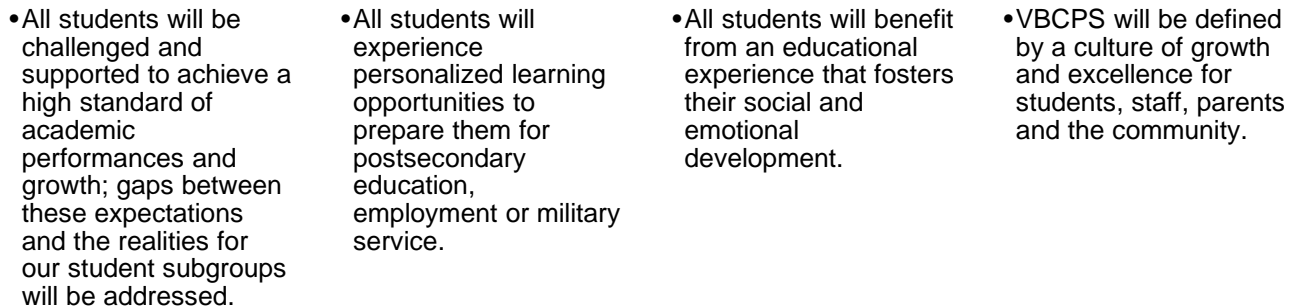 •All students will be
challenged and
supported to achieve a
high standard of
academic
performances and
growth; gaps between
these expectations
and the realities for
our student subgroups
will be addressed.
•All students will
experience
personalized learning
opportunities to
prepare them for
postsecondary
education,
employment or military
service.
•All students will benefit
from an educational
experience that fosters
their social and
emotional
development.
•VBCPS will be defined
by a culture of growth
and excellence for
students, staff, parents
and the community.